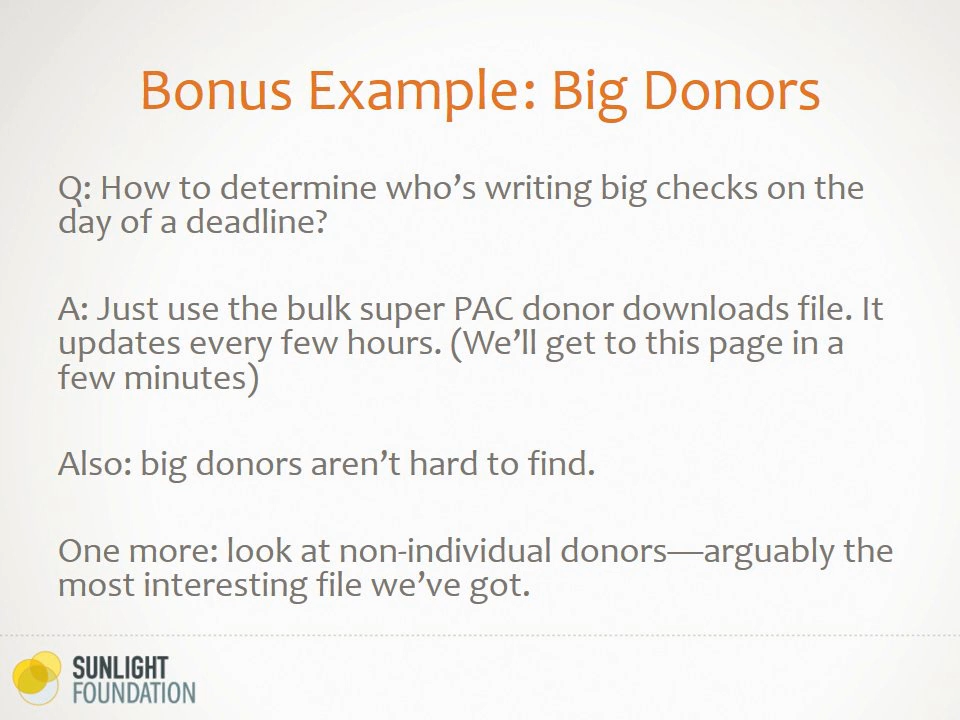 Bonus Example: Big Donors
Q: How to determine who’s writing big checks on the
day of a deadline?
A: Just use the bulk super PAC donor downloads file. It
updates every few hours. (We’ll get to this page in a
few minutes)
Also: big donors aren’t hard to find.
One more: look at non-individual donors—arguably the
most interesting file we’ve got.
SUNLIGHT
FOUNDATION